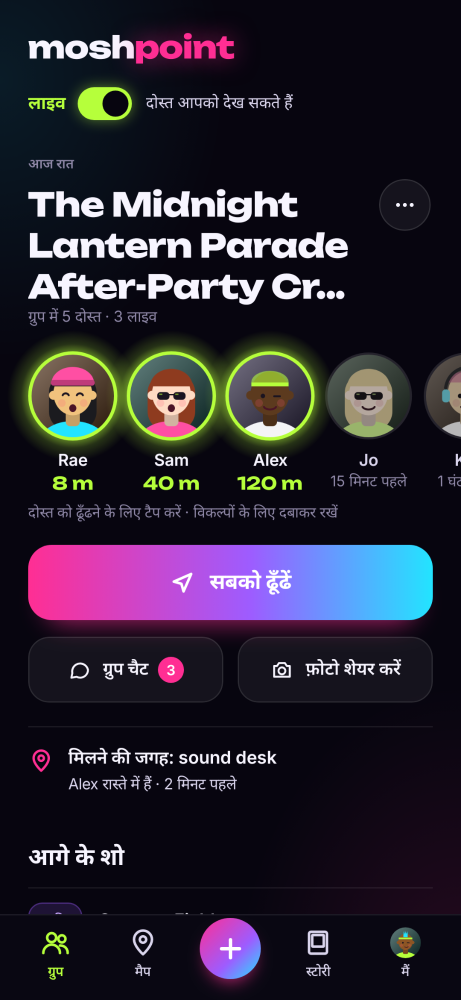 moshpoint
लाइव दोस्त आपको देख सकते हैं
आज रात
The Midnight
Lantern Parade
After-Party Cr...
ग्रुप में 5 दोस्त · 3 लाइव
Rae Sam Alex Jo
8 m 40 m 120 m 15 मिनट पहले
दोस्त को ढूँढने के लिए टैप करें · विकल्पों के लिए दबाकर रखें
सबको ढूँढें
ग्रुप चैट 3 फ़ोटो शेयर करें
मिलने की जगह: sound desk
Alex रास्ते में हैं · 2 मिनट पहले
आगे के शो
ग्रुप मैप स्टोरी मैं